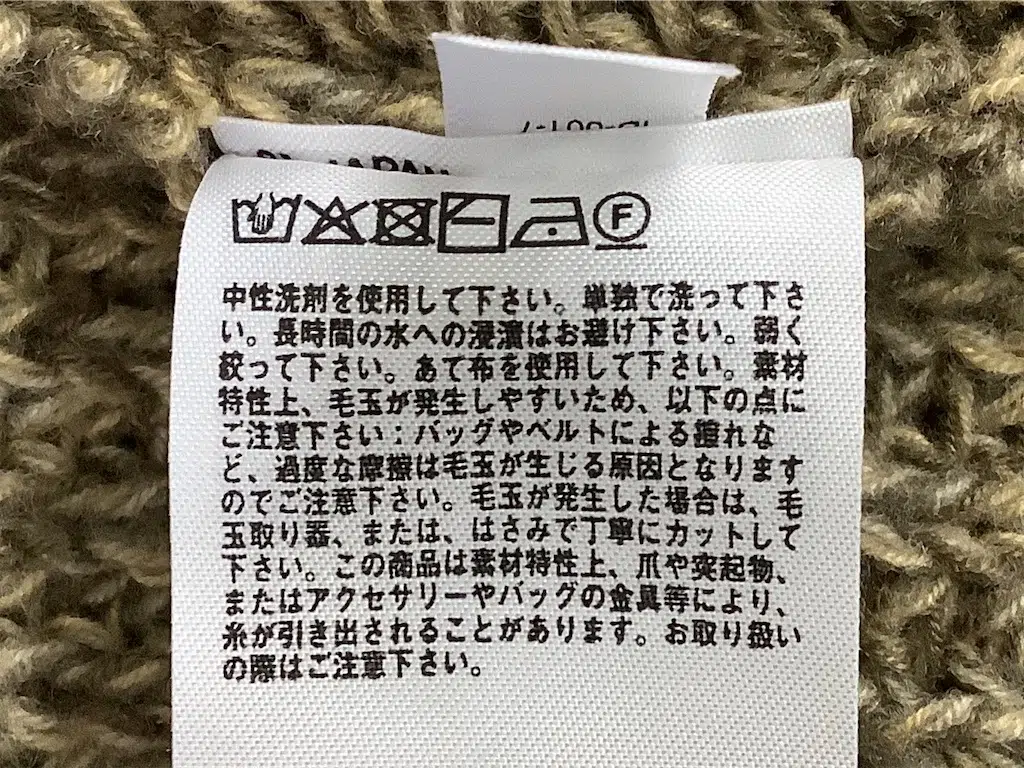 JAPAN
F
中性洗剤を使用して下さい。単独で洗って下さ
い。長時間の水への浸漬はお避け下さい。弱く
絞って下さい。あて布を使用して下さい。素材
特性上、毛玉が発生しやすいため、以下の点に
ご注意下さい:バッグやベルトによる擦れな
ど、過度な摩擦は毛玉が生じる原因となります
のでご注意下さい。毛玉が発生した場合は、毛
玉取り器、または、はさみで丁寧にカットして
下さい。この商品は素材特性上、爪や突起物、
またはアクセサリーやバッグの金具等により、
糸が引き出されることがあります。お取り扱い
の際はご注意下さい。